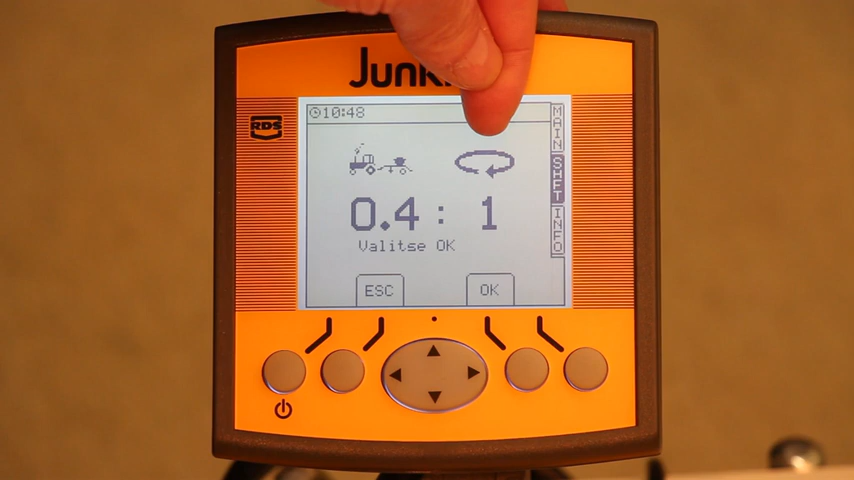 Junk
RDS
10:48
MAIN
SHFT
INFO
0.4 : 1
Valitse OK
ESC
OK